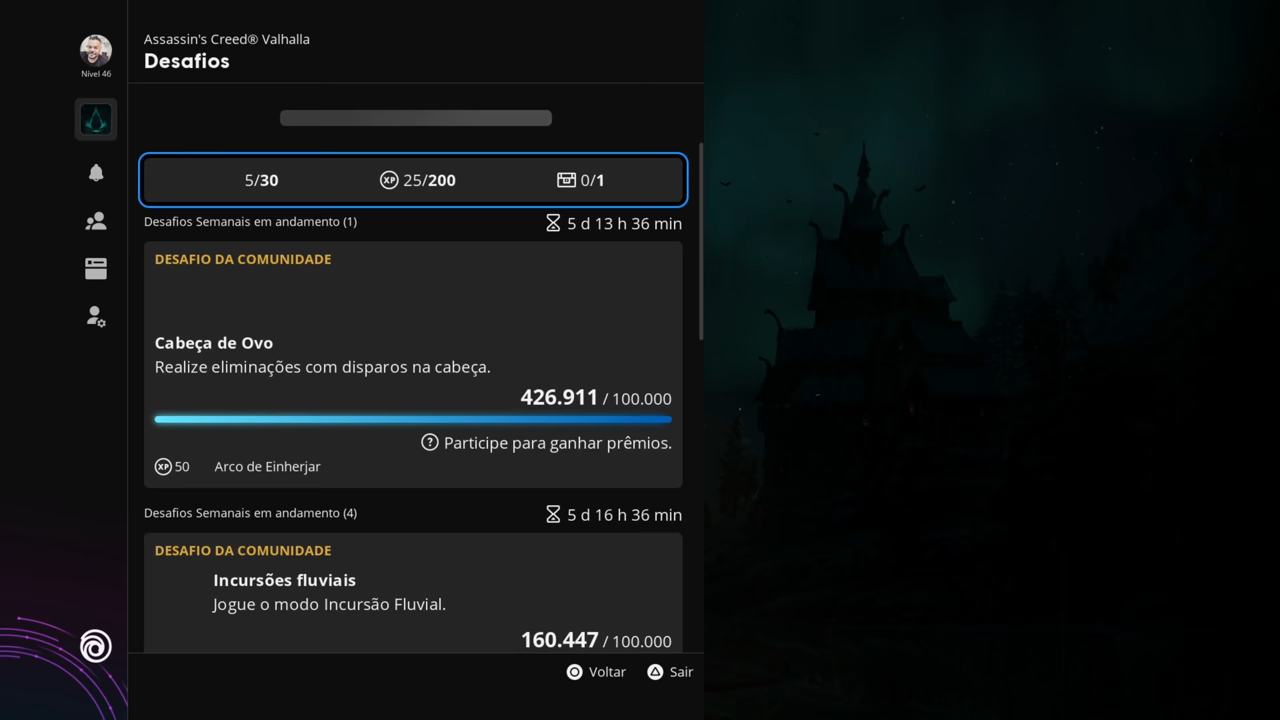 Assassin's Creed® Valhalla
Desafios
Nível 46
5/30
XP 25/200
0/1
Desafios Semanais em andamento (1)
5 d 13 h 36 min
DESAFIO DA COMUNIDADE
Cabeça de Ovo
Realize eliminações com disparos na cabeça.
426.911 / 100.000
? Participe para ganhar prêmios.
XP 50 Arco de Einherjar
Desafios Semanais em andamento (4)
5 d 16 h 36 min
DESAFIO DA COMUNIDADE
Incursões fluviais
Jogue o modo Incursão Fluvial.
160.447 / 100.000
Voltar
Sair